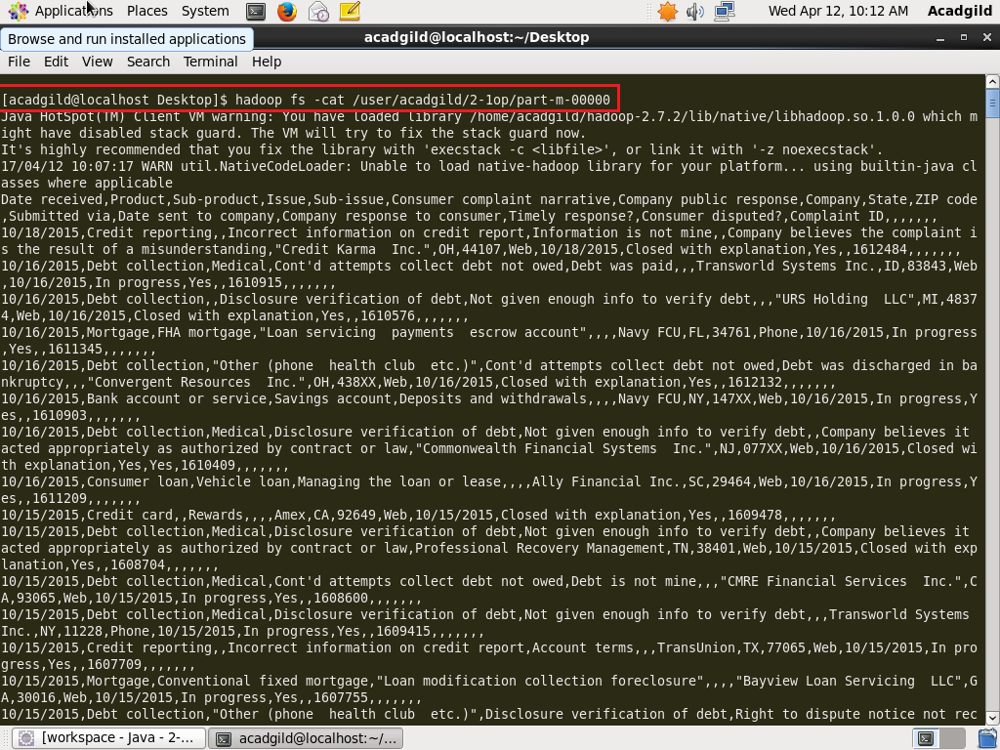 Applications Places System Wed Apr 12, 10:12 AM Acadgild
Browse and run installed applications
acadgild@localhost:~/Desktop
File Edit View Search Terminal Help
[acadgild@localhost Desktop]$ hadoop fs -cat /user/acadgild/2-1op/part-m-00000
Java HotSpot(TM) Client VM warning: You have loaded library /home/acadgild/hadoop-2.7.2/lib/native/libhadoop.so.1.0.0 which m
ight have disabled stack guard. The VM will try to fix the stack guard now.
It's highly recommended that you fix the library with 'execstack -c <libfile>', or link it with '-z noexecstack'.
17/04/12 10:07:17 WARN util.NativeCodeLoader: Unable to load native-hadoop library for your platform... using builtin-java cl
asses where applicable
Date received,Product,Sub-product,Issue,Sub-issue,Consumer complaint narrative,Company public response,Company,State,ZIP code
,Submitted via,Date sent to company,Company response to consumer,Timely response?,Consumer disputed?,Complaint ID,,,,,,,
10/18/2015,Credit reporting,,Incorrect information on credit report,Information is not mine,,Company believes the complaint i
s the result of a misunderstanding,"Credit Karma  Inc.",OH,44107,Web,10/18/2015,Closed with explanation,Yes,,1612484,,,,,,,
10/16/2015,Debt collection,Medical,Cont'd attempts collect debt not owed,Debt was paid,,,Transworld Systems Inc.,ID,83843,Web
,10/16/2015,In progress,Yes,,1610915,,,,,,,
10/16/2015,Debt collection,,Disclosure verification of debt,Not given enough info to verify debt,,,"URS Holding  LLC",MI,4837
4,Web,10/16/2015,Closed with explanation,Yes,,1610576,,,,,,,
10/16/2015,Mortgage,FHA mortgage,"Loan servicing  payments  escrow account",,,,Navy FCU,FL,34761,Phone,10/16/2015,In progress
,Yes,,1611345,,,,,,,
10/16/2015,Debt collection,"Other (phone  health club  etc.)",Cont'd attempts collect debt not owed,Debt was discharged in ba
nkruptcy,,,"Convergent Resources  Inc.",OH,438XX,Web,10/16/2015,Closed with explanation,Yes,,1612132,,,,,,,
10/16/2015,Bank account or service,Savings account,Deposits and withdrawals,,,,Navy FCU,NY,147XX,Web,10/16/2015,In progress,Y
es,,1610903,,,,,,,
10/16/2015,Debt collection,Medical,Disclosure verification of debt,Not given enough info to verify debt,,Company believes it
acted appropriately as authorized by contract or law,"Commonwealth Financial Systems  Inc.",NJ,077XX,Web,10/16/2015,Closed wi
th explanation,Yes,Yes,1610409,,,,,,,
10/16/2015,Consumer loan,Vehicle loan,Managing the loan or lease,,,,Ally Financial Inc.,SC,29464,Web,10/16/2015,In progress,Y
es,,1611209,,,,,,,
10/15/2015,Credit card,,Rewards,,,,Amex,CA,92649,Web,10/15/2015,Closed with explanation,Yes,,1609478,,,,,,,
10/15/2015,Debt collection,Medical,Disclosure verification of debt,Not given enough info to verify debt,,Company believes it
acted appropriately as authorized by contract or law,Professional Recovery Management,TN,38401,Web,10/15/2015,Closed with exp
lanation,Yes,,1608704,,,,,,,
10/15/2015,Debt collection,Medical,Cont'd attempts collect debt not owed,Debt is not mine,,,"CMRE Financial Services  Inc.",C
A,93065,Web,10/15/2015,In progress,Yes,,1608600,,,,,,,
10/15/2015,Debt collection,Medical,Disclosure verification of debt,Not given enough info to verify debt,,,Transworld Systems
Inc.,NY,11228,Phone,10/15/2015,In progress,Yes,,1609415,,,,,,,
10/15/2015,Credit reporting,,Incorrect information on credit report,Account terms,,,TransUnion,TX,77065,Web,10/15/2015,In pro
gress,Yes,,1607709,,,,,,,
10/15/2015,Mortgage,Conventional fixed mortgage,"Loan modification collection foreclosure",,,,"Bayview Loan Servicing  LLC",G
A,30016,Web,10/15/2015,In progress,Yes,,1607755,,,,,,,
10/15/2015,Debt collection,"Other (phone  health club  etc.)",Disclosure verification of debt,Right to dispute notice not rec
[workspace - Java - 2-... acadgild@localhost:~/...